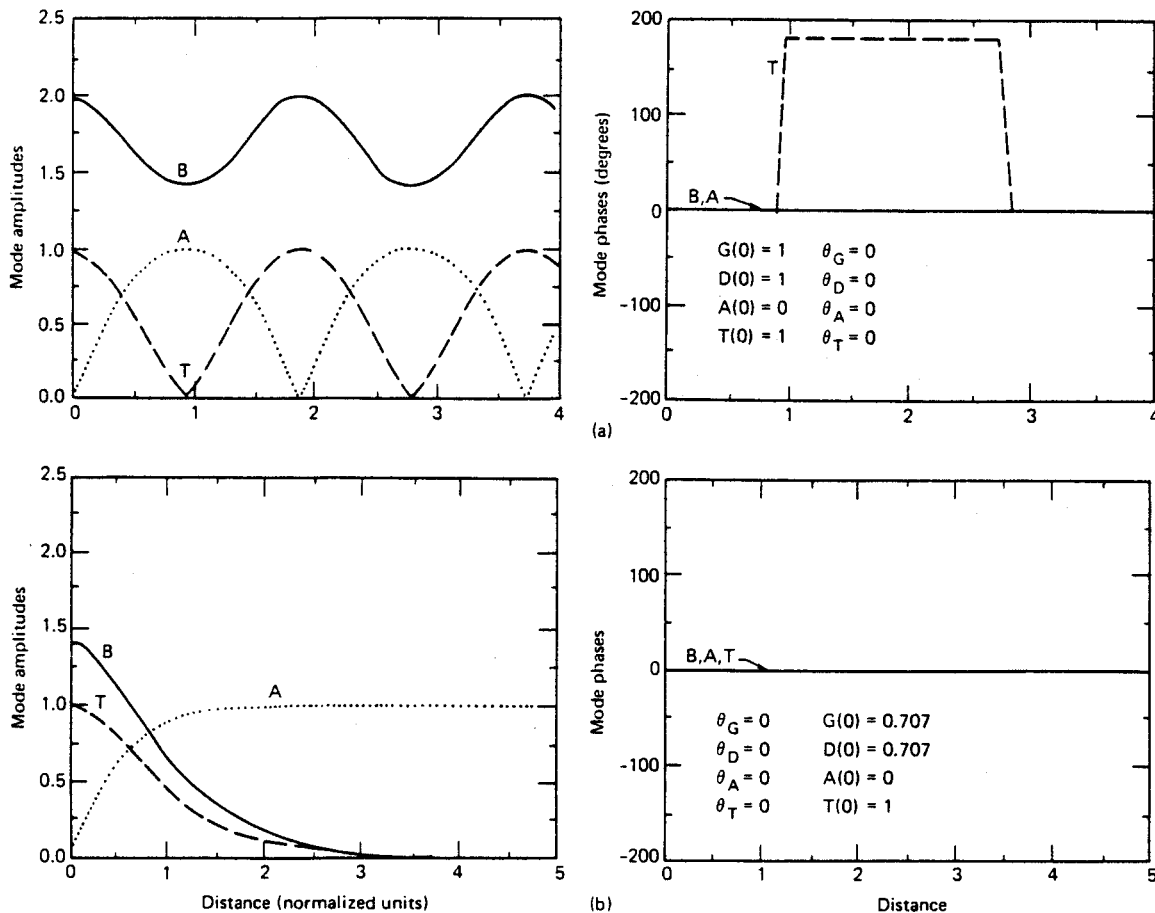 Mode amplitudes
2.5
2.0
1.5
1.0
0.5
0.0
B
A
T
0 1 2 3 4
Mode phases (degrees)
200
100
0
-100
-200
T
B,A
G(0) = 1 θG = 0
D(0) = 1 θD = 0
A(0) = 0 θA = 0
T(0) = 1 θT = 0
0 1 2 3 4
(a)
Mode amplitudes
2.5
2.0
1.5
1.0
0.5
0.0
B
T
A
0 1 2 3 4 5
Distance (normalized units)
Mode phases
200
100
0
-100
-200
B,A,T
θG = 0 G(0) = 0.707
θD = 0 D(0) = 0.707
θA = 0 A(0) = 0
θT = 0 T(0) = 1
0 1 2 3 4 5
Distance
(b)